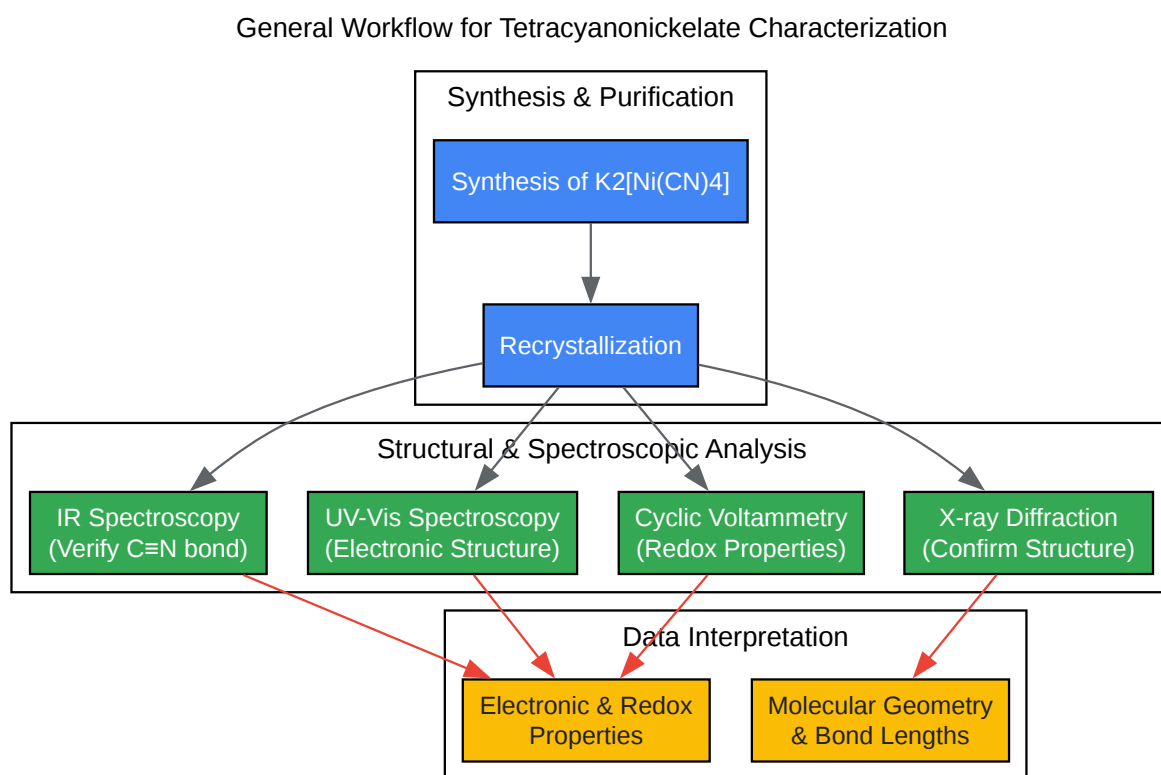 General Workflow for Tetracyanonickelate Characterization
Synthesis & Purification
Synthesis of K2[Ni(CN)4]
Recrystallization
Structural & Spectroscopic Analysis
IR Spectroscopy
(Verify C≡N bond)
UV-Vis Spectroscopy
(Electronic Structure)
Cyclic Voltammetry
(Redox Properties)
X-ray Diffraction
(Confirm Structure)
Data Interpretation
Electronic & Redox
Properties
Molecular Geometry
& Bond Lengths